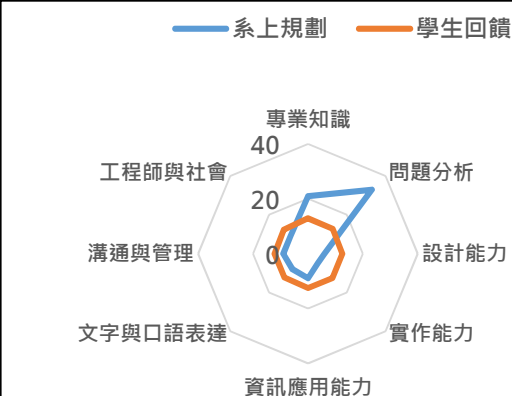 系上規劃 學生回饋
專業知識
40
工程師與社會 問題分析
20
溝通與管理 0 設計能力
文字與口語表達 實作能力
資訊應用能力